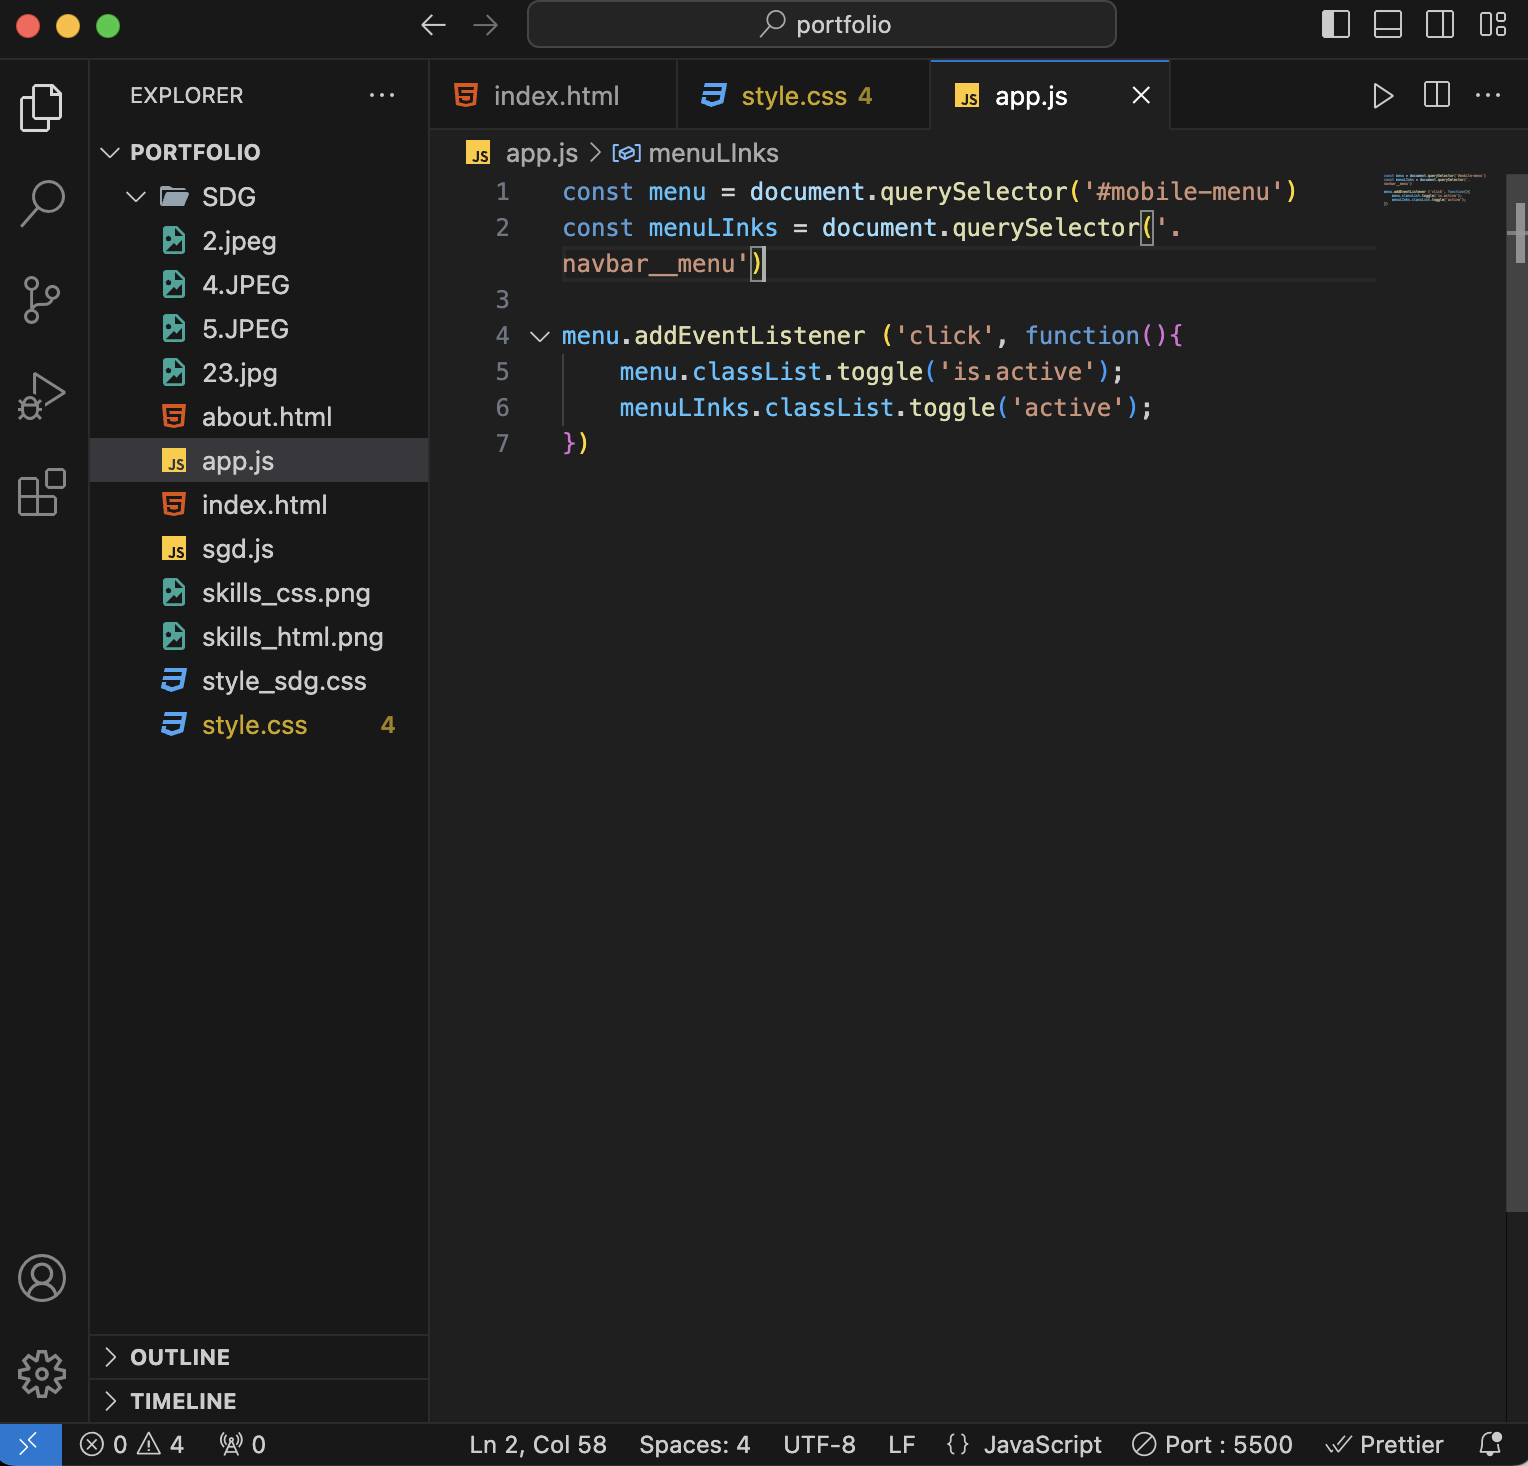 portfolio
EXPLORER
PORTFOLIO
SDG
2.jpeg
4.JPEG
5.JPEG
23.jpg
about.html
app.js
index.html
sgd.js
skills_css.png
skills_html.png
style_sdg.css
style.css 4
OUTLINE
TIMELINE
index.html
style.css 4
app.js
app.js > menuLInks
1 const menu = document.querySelector('#mobile-menu')
2 const menuLInks = document.querySelector('.
navbar__menu')
3
4 menu.addEventListener ('click', function(){
5 menu.classList.toggle('is.active');
6 menuLInks.classList.toggle('active');
7 })
0 4 0 Ln 2, Col 58 Spaces: 4 UTF-8 LF {} JavaScript Port : 5500 Prettier